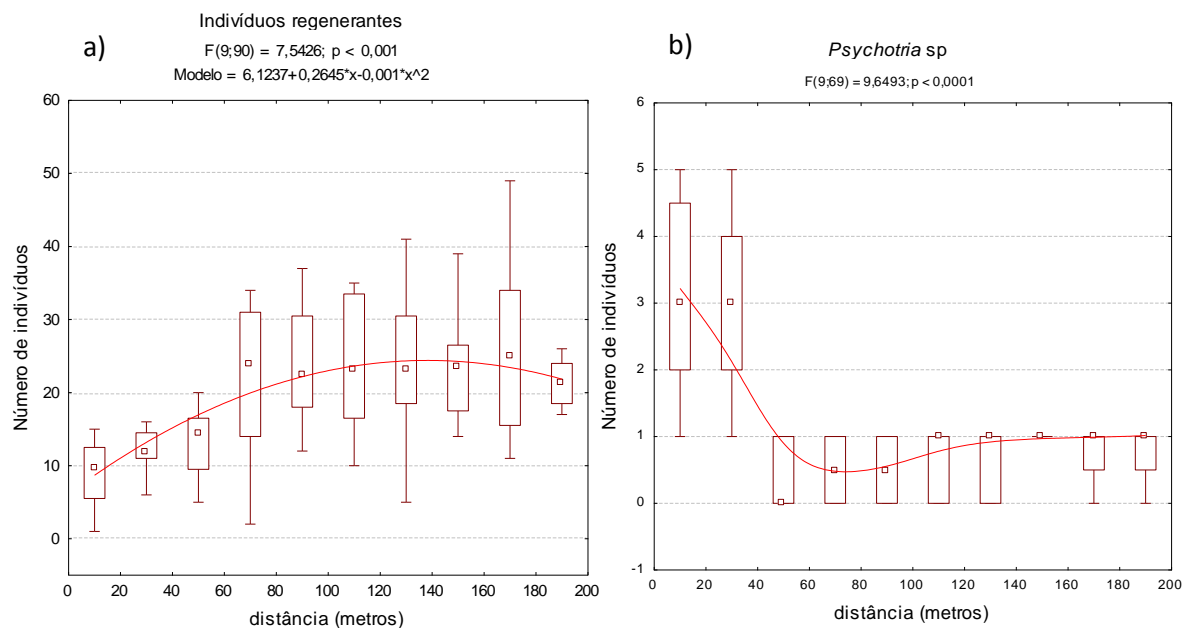 a)
Indivíduos regenerantes
F(9;90) = 7,5426; p < 0,001
Modelo = 6,1237+0,2645*x-0,001*x^2
60
50
40
30
20
10
0
Número de indivíduos
0 20 40 60 80 100 120 140 160 180 200
distância (metros)
b)
Psychotria sp
F(9;69) = 9,6493; p < 0,0001
6
5
4
3
2
1
0
-1
Número de indivíduos
0 20 40 60 80 100 120 140 160 180 200
distância (metros)